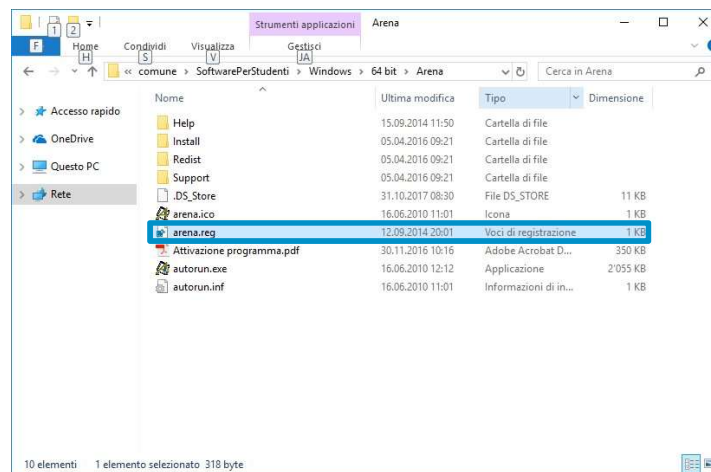 1 2 Strumenti applicazioni Arena
F Home Condividi Visualizza Gestisci
H S V JA
« comune > SoftwarePerStudenti > Windows > 64 bit > Arena Cerca in Arena
Nome Ultima modifica Tipo Dimensione
Accesso rapido
OneDrive
Questo PC
Rete
Help 15.09.2014 11:50 Cartella di file
Install 05.04.2016 09:21 Cartella di file
Redist 05.04.2016 09:21 Cartella di file
Support 05.04.2016 09:21 Cartella di file
.DS_Store 31.10.2017 08:30 File DS_STORE 11 KB
arena.ico 16.06.2010 11:01 Icona 1 KB
arena.reg 12.09.2014 20:01 Voci di registrazione 1 KB
Attivazione programma.pdf 30.11.2016 10:16 Adobe Acrobat D... 350 KB
autorun.exe 16.06.2010 12:12 Applicazione 2'055 KB
autorun.inf 16.06.2010 11:01 Informazioni di in... 1 KB
10 elementi 1 elemento selezionato 318 byte